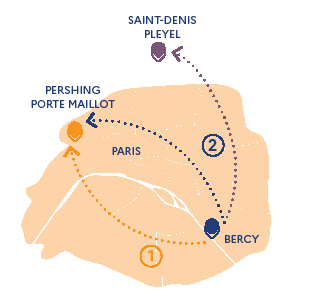 SAINT-DENIS
PLEYEL
PERSHING
PORTE MAILLOT
PARIS
2
BERCY
1